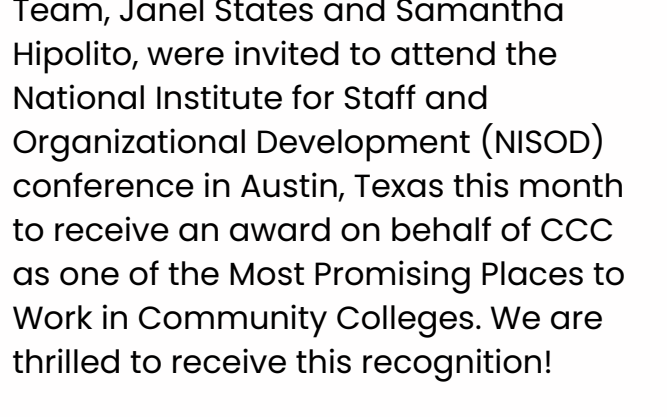 Team, Janel States and Samantha
Hipolito, were invited to attend the
National Institute for Staff and
Organizational Development (NISOD)
conference in Austin, Texas this month
to receive an award on behalf of CCC
as one of the Most Promising Places to
Work in Community Colleges. We are
thrilled to receive this recognition!